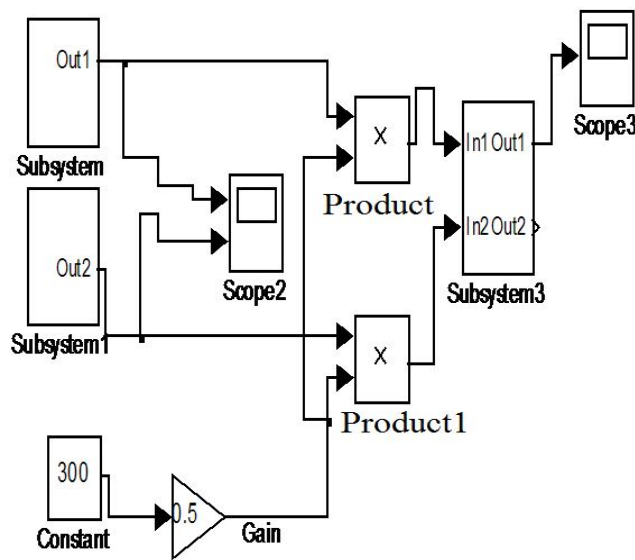 Out1
Subsystem
X
Product
In1 Out1
In2 Out2
Subsystem3
Scope3
Out2
Subsystem1
Scope2
X
Product1
300
Constant
0.5
Gain